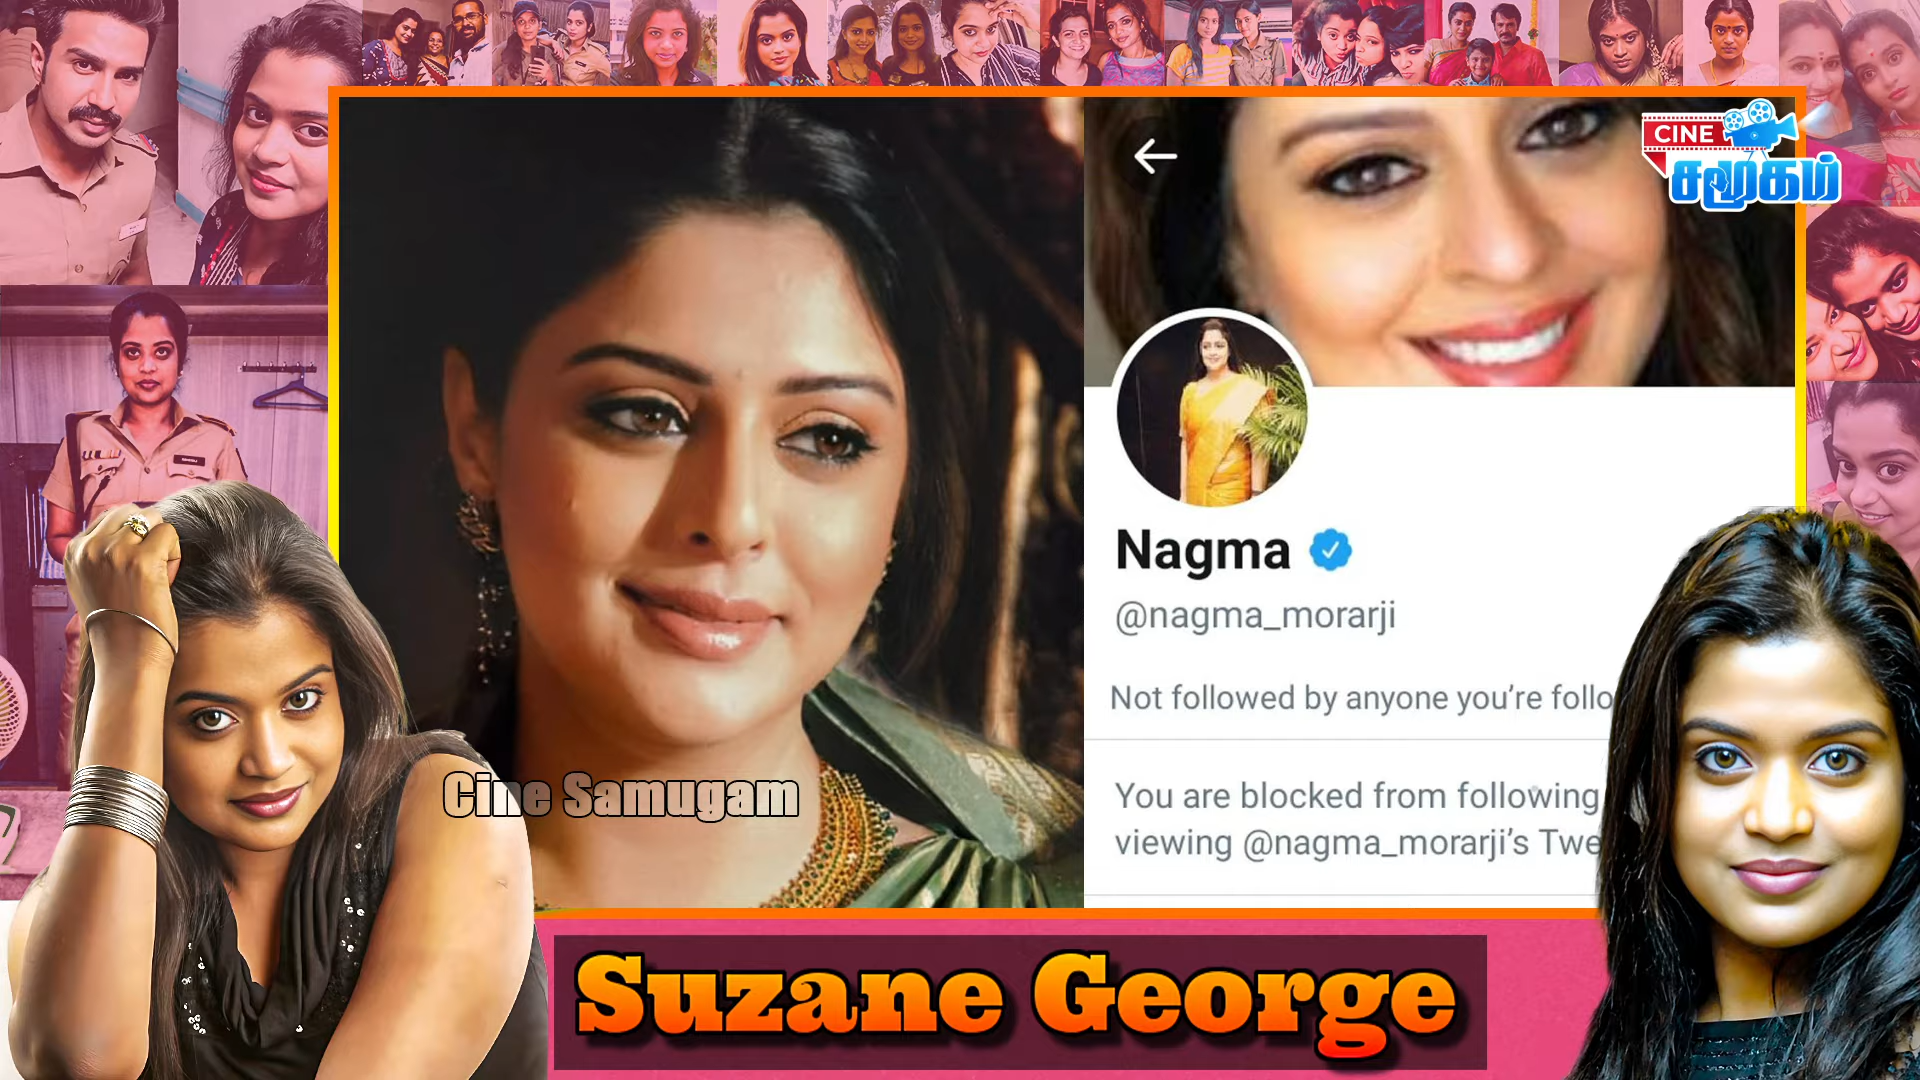 CINE
சமூகம்
Nagma
@nagma_morarji
Not followed by anyone you're follo
You are blocked from following
viewing @nagma_morarji's Twe
Cine Samugam
Suzane George